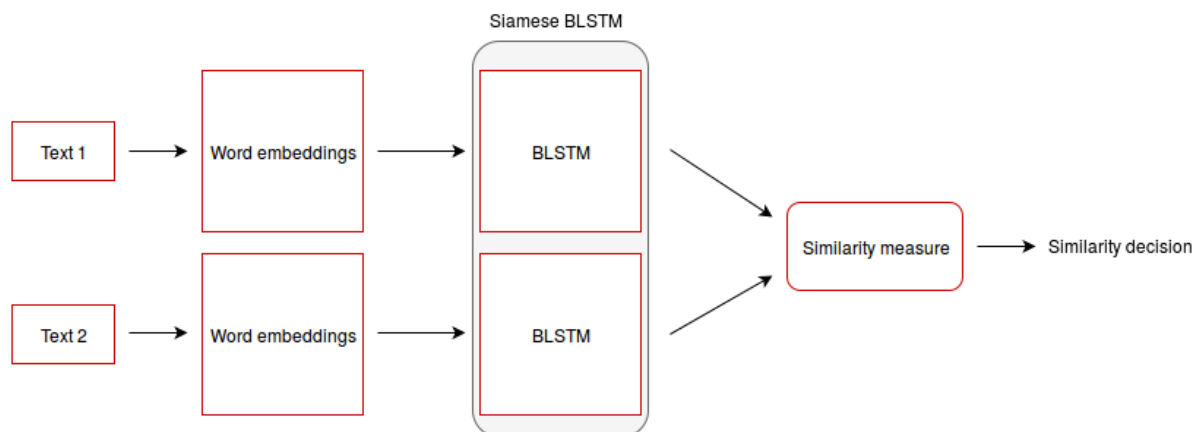 Siamese BLSTM
Text 1
Word embeddings
BLSTM
Text 2
Word embeddings
BLSTM
Similarity measure
Similarity decision